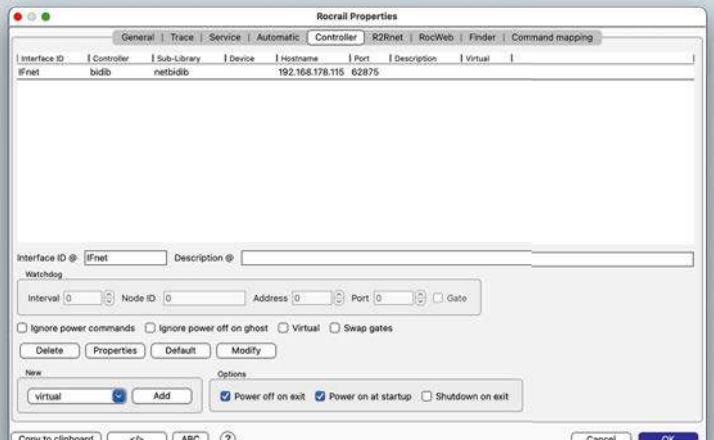 Rocrail Properties
General | Trace | Service | Automatic | Controller | R2Rnet | RocWeb | Finder | Command mapping
Interface ID Controller Sub-Library Device Hostname Port Description Virtual
IFnet bidib netbidib 192.168.178.115 62875
Interface ID @ IFnet Description @
Watchdog
Interval 0 Node ID 0 Address 0 Port 0 Gate
Ignore power commands Ignore power off on ghost Virtual Swap gates
Delete Properties Default Modify
New Options
virtual Add Power off on exit Power on at startup Shutdown on exit
Copy to clipboard </> ABC ? Cancel OK